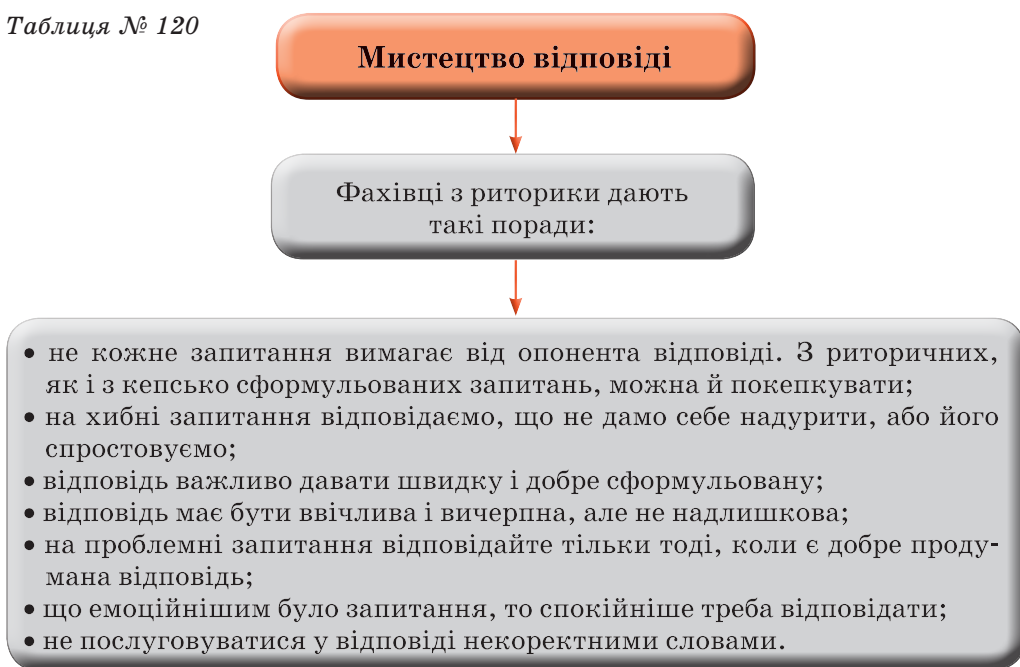 Таблиця № 120
Мистецтво відповіді
Фахівці з риторики дають
такі поради:
• не кожне запитання вимагає від опонента відповіді. З риторичних,
як і з кепсько сформульованих запитань, можна й покепкувати;
• на хибні запитання відповідаємо, що не дамо себе надурити, або його
спростовуємо;
• відповідь важливо давати швидку і добре сформульовану;
• відповідь має бути ввічлива і вичерпна, але не надлишкова;
• на проблемні запитання відповідайте тільки тоді, коли є добре проду-
мана відповідь;
• що емоційнішим було запитання, то спокійніше треба відповідати;
• не послуговуватися у відповіді некоректними словами.